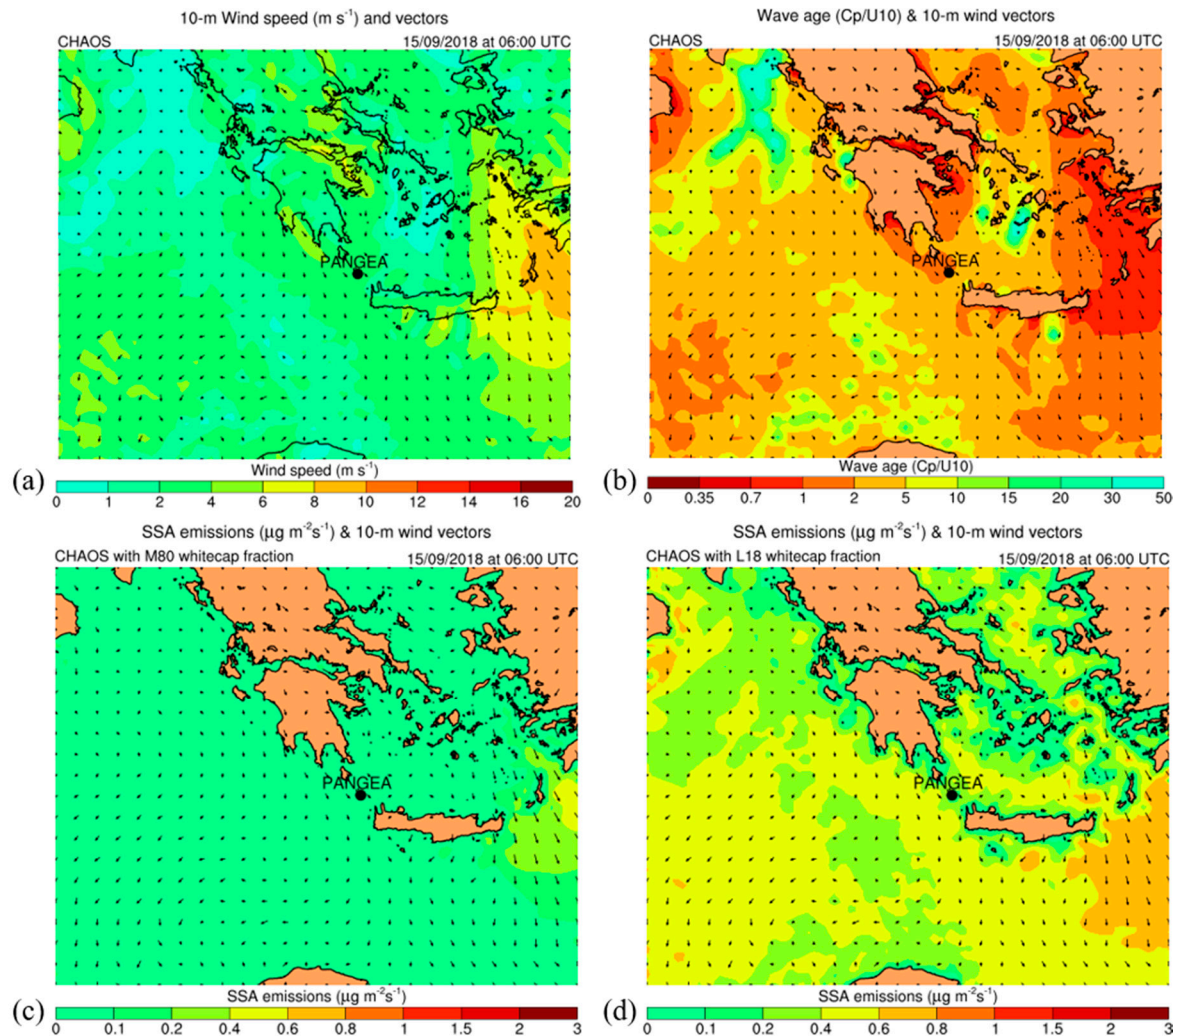 10-m Wind speed (m s⁻¹) and vectors
CHAOS 15/09/2018 at 06:00 UTC
PANGEA
Wind speed (m s⁻¹)
(a)
0 1 2 4 6 8 10 12 14 16 20
Wave age (Cp/U10) & 10-m wind vectors
CHAOS 15/09/2018 at 06:00 UTC
PANGEA
Wave age (Cp/U10)
(b)
0 0.35 0.7 1 2 5 10 15 20 30 50
SSA emissions (μg m⁻²s⁻¹) & 10-m wind vectors
CHAOS with M80 whitecap fraction 15/09/2018 at 06:00 UTC
PANGEA
(c)
SSA emissions (μg m⁻²s⁻¹)
0 0.1 0.2 0.4 0.6 0.8 1 1.5 2 3
SSA emissions (μg m⁻²s⁻¹) & 10-m wind vectors
CHAOS with L18 whitecap fraction 15/09/2018 at 06:00 UTC
PANGEA
(d)
SSA emissions (μg m⁻²s⁻¹)
0 0.1 0.2 0.4 0.6 0.8 1 1.5 2 3